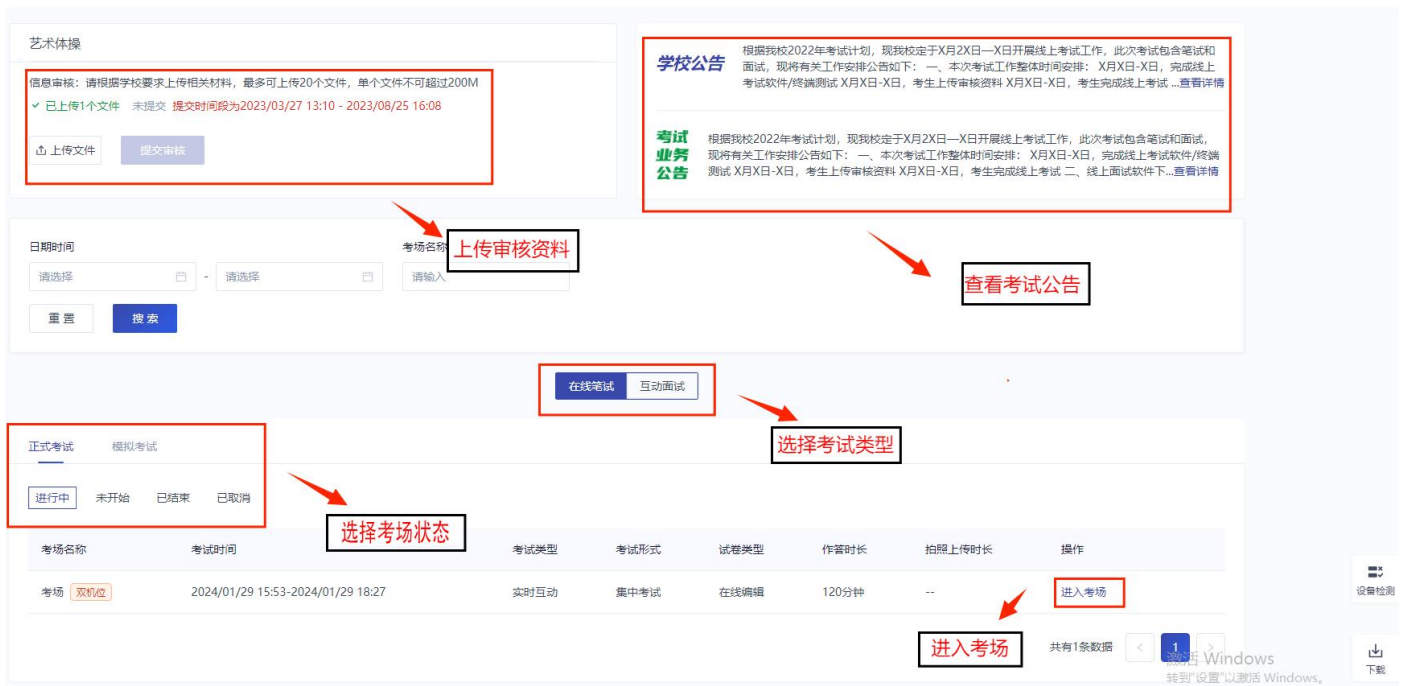 艺术体操
信息审核：请根据学校要求上传相关材料，最多可上传20个文件，单个文件不可超过200M
已上传1个文件 未提交 提交时间段为2023/03/27 13:10 - 2023/08/25 16:08
上传文件 提交审核
学校公告
根据我校2022年考试计划，现我校定于X月2X日—X日开展线上考试工作，此次考试包含笔试和
面试，现将有关工作安排公告如下： 一、本次考试工作整体时间安排： X月X日-X日，完成线上
考试软件/终端测试 X月X日-X日，考生上传审核资料 X月X日-X日，考生完成线上考试 ...查看详情
考试
业务
公告
根据我校2022年考试计划，现我校定于X月2X日—X日开展线上考试工作，此次考试包含笔试和面试，
现将有关工作安排公告如下： 一、本次考试工作整体时间安排： X月X日-X日，完成线上考试软件/终端
测试 X月X日-X日，考生上传审核资料 X月X日-X日，考生完成线上考试 二、线上面试软件下...查看详情
上传审核资料
查看考试公告
日期时间 考场名称
请选择 - 请选择 请输入
重置 搜索
在线笔试 互动面试
选择考试类型
正式考试 模拟考试
进行中 未开始 已结束 已取消
选择考场状态
考场名称 考试时间 考试类型 考试形式 试卷类型 作答时长 拍照上传时长 操作
考场 双机位 2024/01/29 15:53-2024/01/29 18:27 实时互动 集中考试 在线编辑 120分钟 -- 进入考场
进入考场
共有1条数据 < 1 >
设备检测
下载
激活 Windows
转到"设置"以激活 Windows。